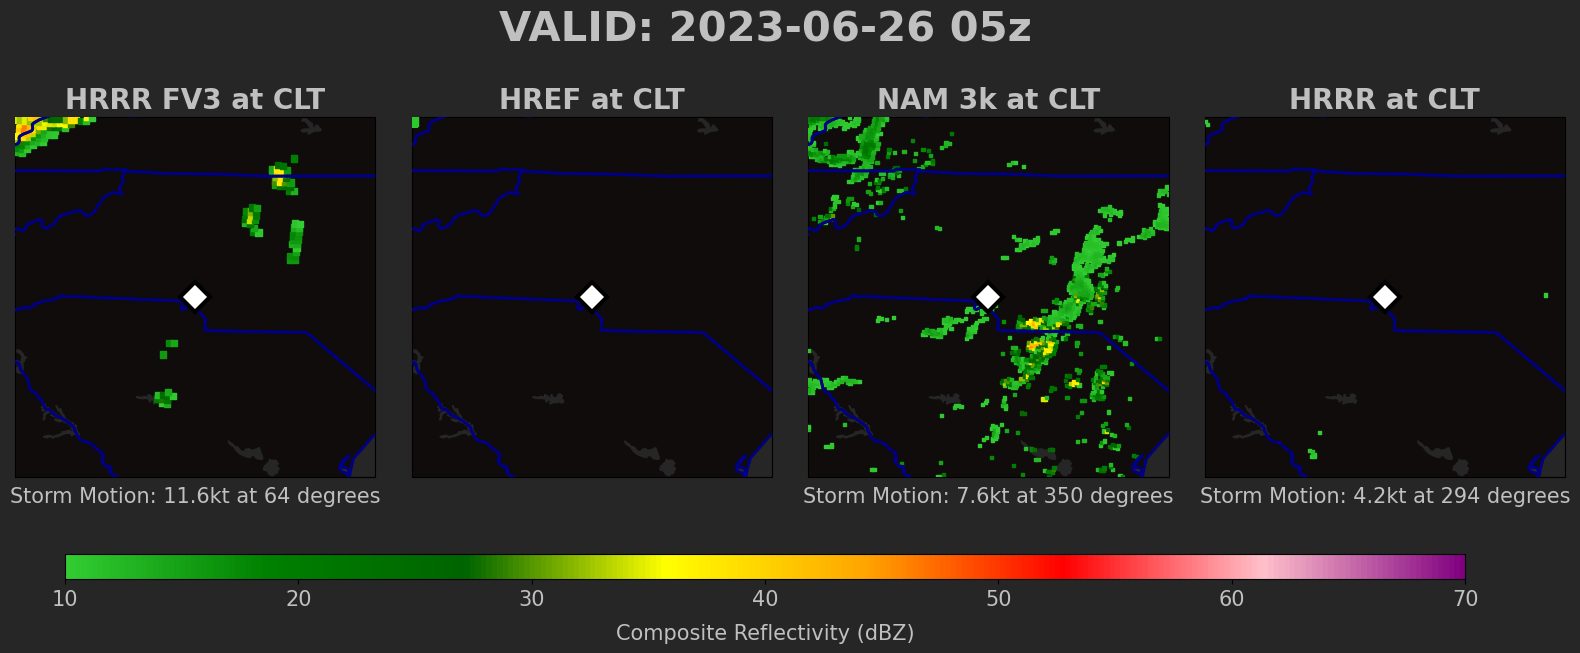 VALID: 2023-06-26 05z
HRRR FV3 at CLT
HREF at CLT
NAM 3k at CLT
HRRR at CLT
Storm Motion: 11.6kt at 64 degrees
Storm Motion: 7.6kt at 350 degrees
Storm Motion: 4.2kt at 294 degrees
10 20 30 40 50 60 70
Composite Reflectivity (dBZ)